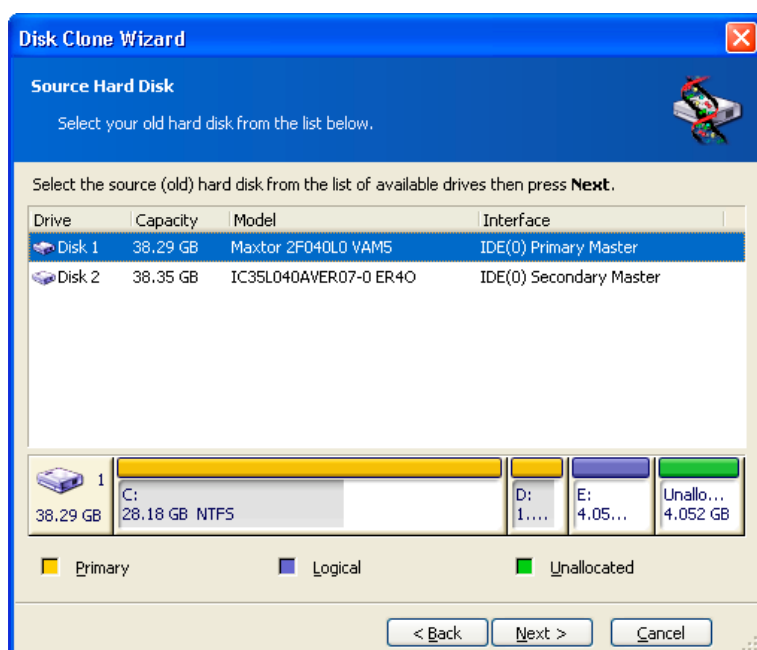 Disk Clone Wizard
Source Hard Disk
Select your old hard disk from the list below.
Select the source (old) hard disk from the list of available drives then press Next.
Drive Capacity Model Interface
Disk 1 38.29 GB Maxtor 2F040L0 VAM5 IDE(0) Primary Master
Disk 2 38.35 GB IC35L040AVER07-0 ER4O IDE(0) Secondary Master
1
38.29 GB
C:
28.18 GB NTFS
D:
1....
E:
4.05...
Unallo...
4.052 GB
Primary Logical Unallocated
< Back Next > Cancel